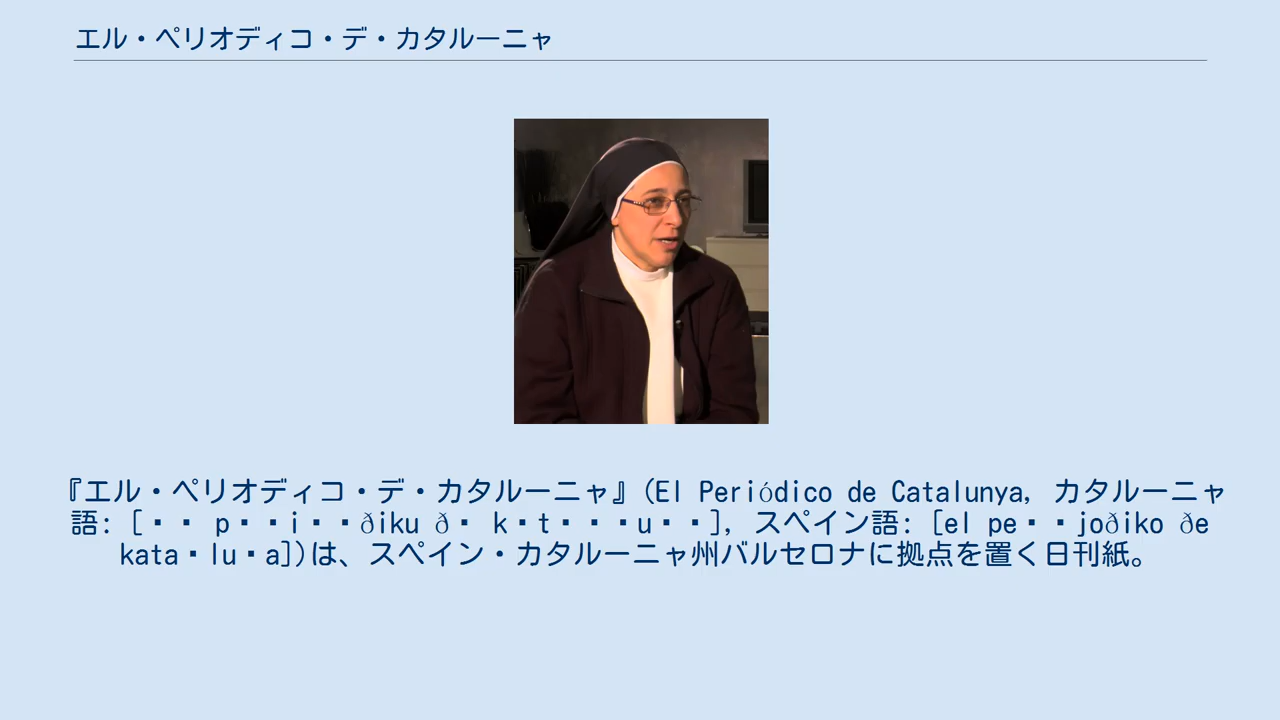 エル・ペリオディコ・デ・カタルーニャ
『エル・ペリオディコ・デ・カタルーニャ』(El Periódico de Catalunya, カタルーニャ
語: [・・ p・・i・・ðiku ð・ k・t・・・u・・], スペイン語: [el pe・・joðiko ðe
kata・lu・a])は、スペイン・カタルーニャ州バルセロナに拠点を置く日刊紙。